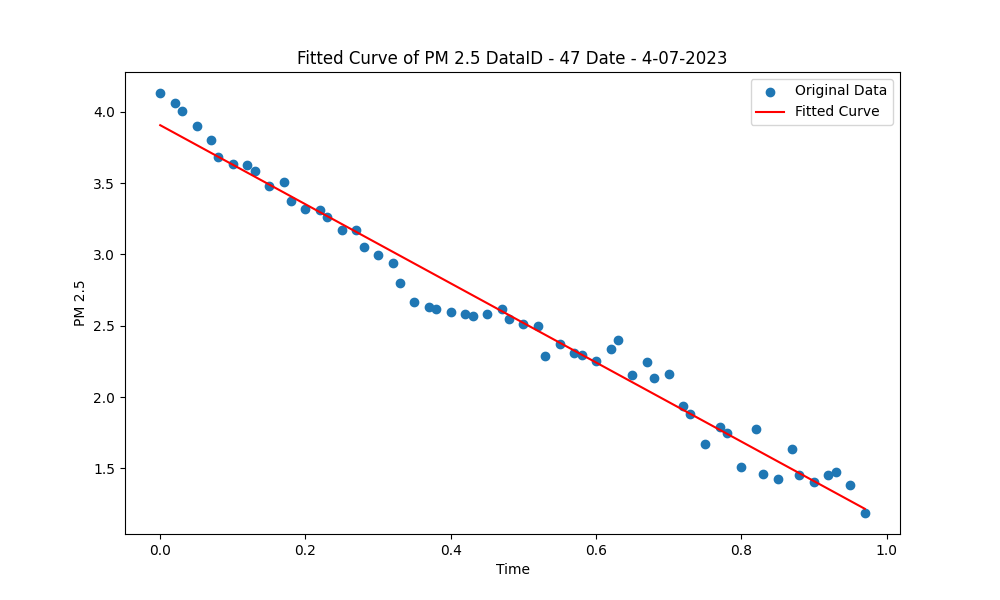 Fitted Curve of PM 2.5 DataID - 47 Date - 4-07-2023
Original Data
Fitted Curve
4.0
3.5
3.0
2.5
2.0
1.5
PM 2.5
0.0 0.2 0.4 0.6 0.8 1.0
Time